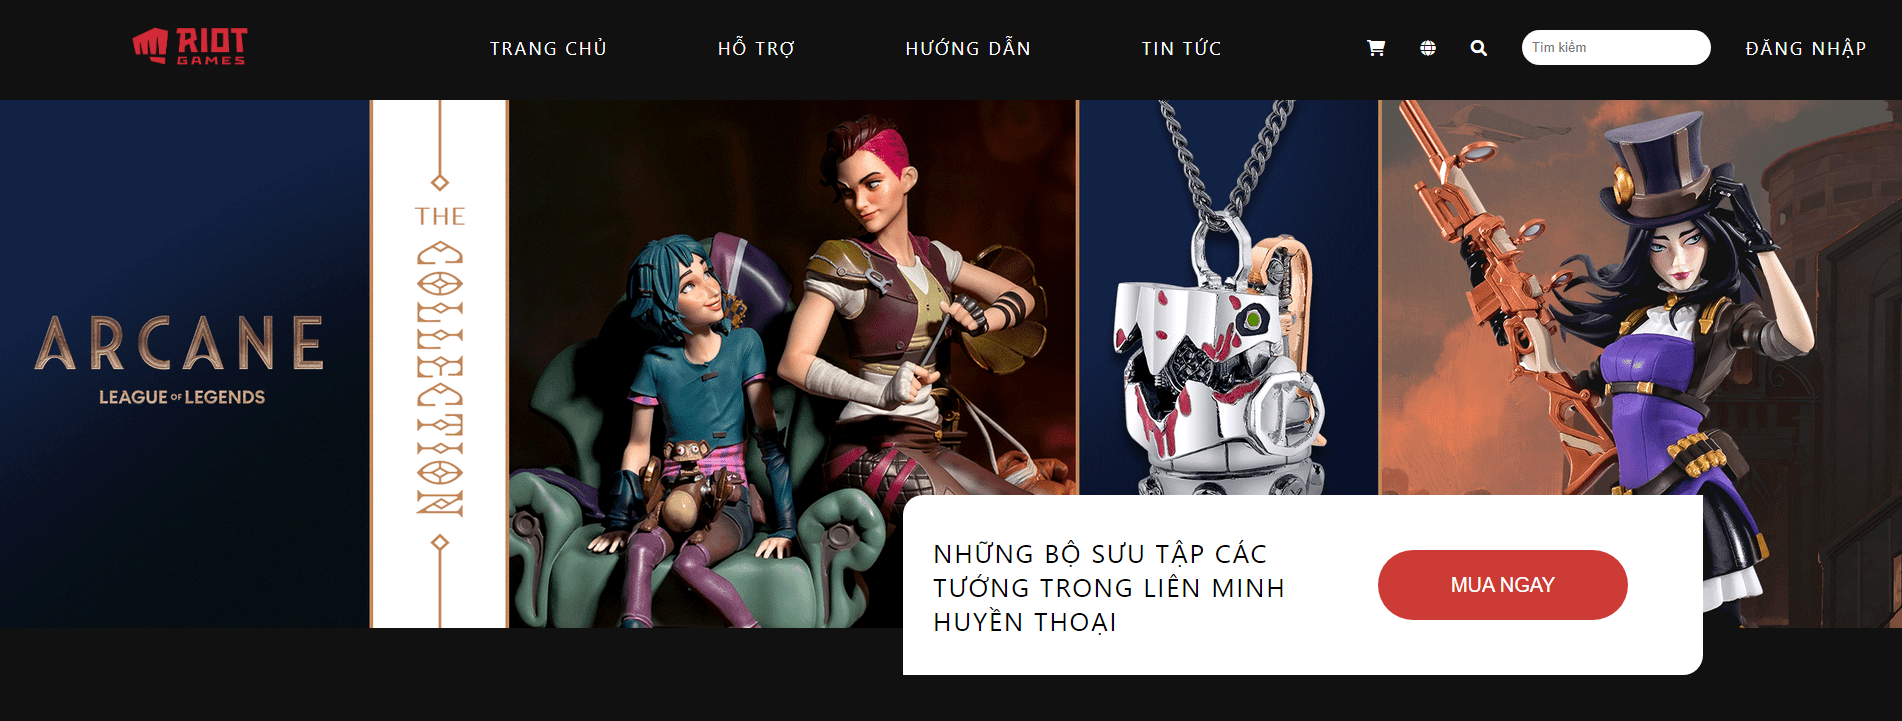 RIOT
GAMES
TRANG CHỦ
HỖ TRỢ
HƯỚNG DẪN
TIN TỨC
Tìm kiếm
ĐĂNG NHẬP
ARCANE
LEAGUE OF LEGENDS
THE
COLLECTION
NHỮNG BỘ SƯU TẬP CÁC
TƯỚNG TRONG LIÊN MINH
HUYỀN THOẠI
MUA NGAY